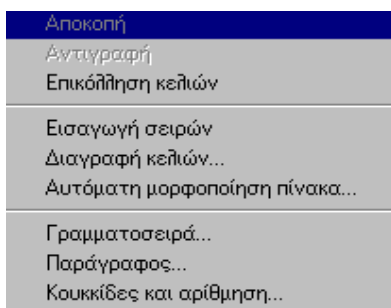 Αποκοπή
Αντιγραφή
Επικόλληση κελιών
Εισαγωγή σειρών
Διαγραφή κελιών...
Αυτόματη μορφοποίηση πίνακα...
Γραμματοσειρά...
Παράγραφος...
Κουκκίδες και αρίθμηση...